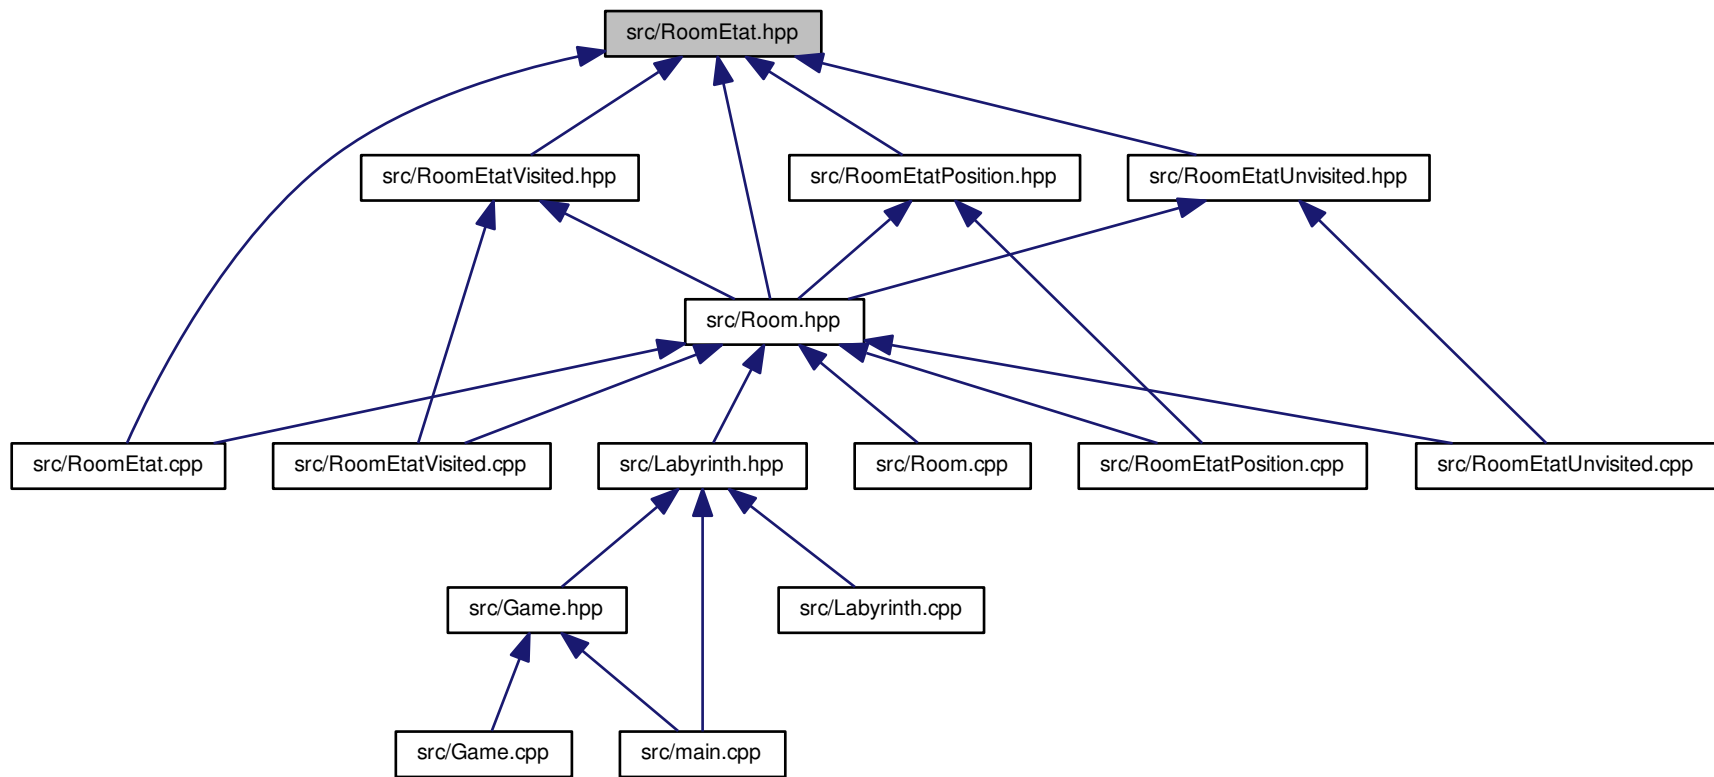 src/RoomEtat.hpp
src/RoomEtatVisited.hpp
src/RoomEtatPosition.hpp
src/RoomEtatUnvisited.hpp
src/Room.hpp
src/RoomEtat.cpp
src/RoomEtatVisited.cpp
src/Labyrinth.hpp
src/Room.cpp
src/RoomEtatPosition.cpp
src/RoomEtatUnvisited.cpp
src/Game.hpp
src/Labyrinth.cpp
src/Game.cpp
src/main.cpp